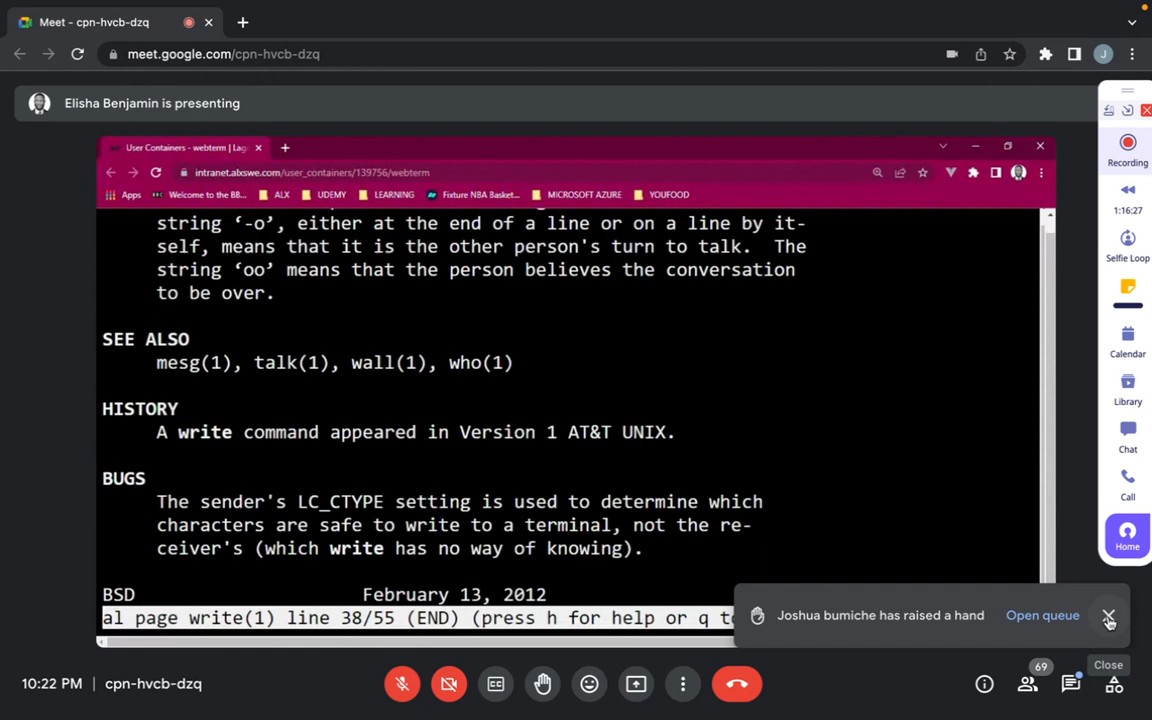 Meet - cpn-hvcb-dzq
meet.google.com/cpn-hvcb-dzq
J
Elisha Benjamin is presenting
User Containers - webterm | Lag
intranet.alxswe.com/user_containers/139756/webterm
Apps
Welcome to the BB...
ALX
UDEMY
LEARNING
Fixture NBA Basket...
MICROSOFT AZURE
YOUFOOD
string ‘-o’, either at the end of a line or on a line by it-
self, means that it is the other person's turn to talk.  The
string ‘oo’ means that the person believes the conversation
to be over.
SEE ALSO
mesg(1), talk(1), wall(1), who(1)
HISTORY
A write command appeared in Version 1 AT&T UNIX.
BUGS
The sender's LC_CTYPE setting is used to determine which
characters are safe to write to a terminal, not the re-
ceiver's (which write has no way of knowing).
BSD February 13, 2012
al page write(1) line 38/55 (END) (press h for help or q to
Recording
1:16:27
Selfie Loop
Calendar
Library
Chat
Call
Home
Joshua bumiche has raised a hand
Open queue
Close
10:22 PM | cpn-hvcb-dzq
69